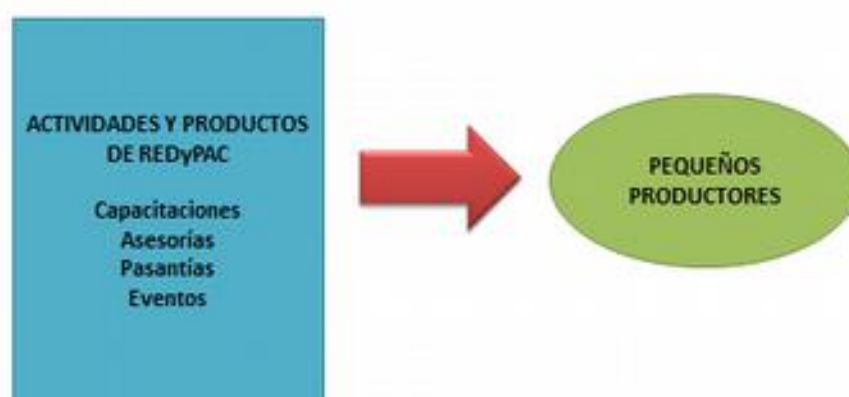 ACTIVIDADES Y PRODUCTOS
DE REDyPAC
Capacitaciones
Asesorías
Pasantías
Eventos
PEQUEÑOS
PRODUCTORES